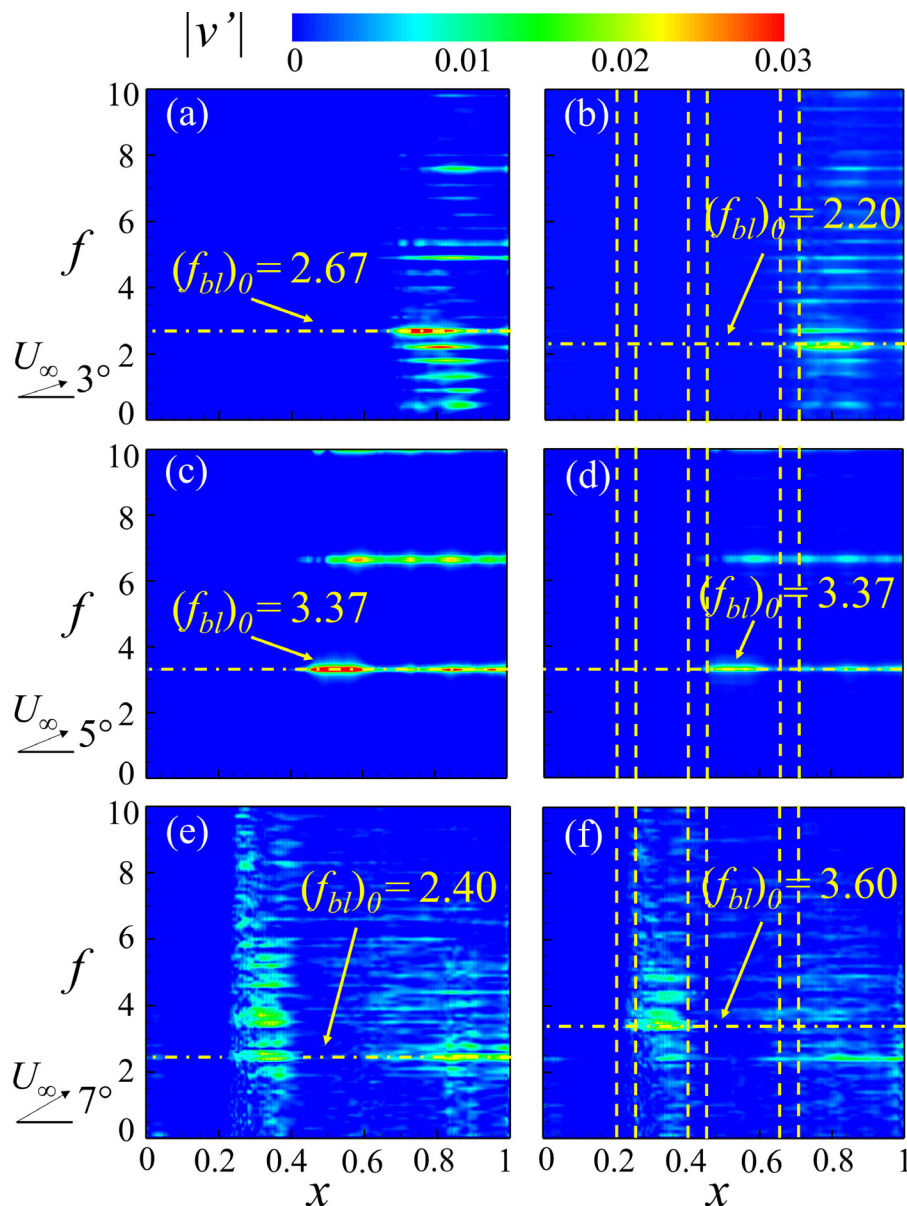 |v'|
0 0.01 0.02 0.03
(a) (b)
10
8
6
4
2
0
f
(f_bl)_0 = 2.67
(f_bl)_0 = 2.20
U_∞ 3°
(c) (d)
10
8
6
4
2
0
f
(f_bl)_0 = 3.37
(f_bl)_0 = 3.37
U_∞ 5°
(e) (f)
10
8
6
4
2
0
f
(f_bl)_0 = 2.40
(f_bl)_0 = 3.60
U_∞ 7°
0 0.2 0.4 0.6 0.8 1
0 0.2 0.4 0.6 0.8 1
x x